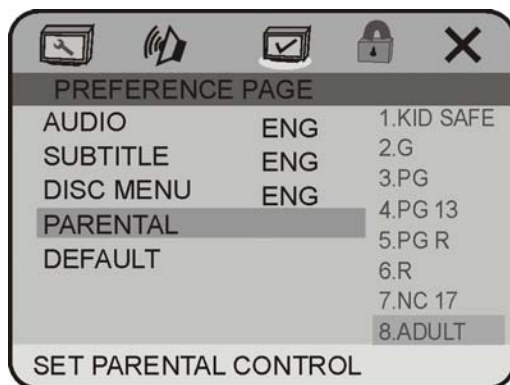 PREFERENCE PAGE
AUDIO ENG
SUBTITLE ENG
DISC MENU ENG
PARENTAL
DEFAULT
1.KID SAFE
2.G
3.PG
4.PG 13
5.PG R
6.R
7.NC 17
8.ADULT
SET PARENTAL CONTROL